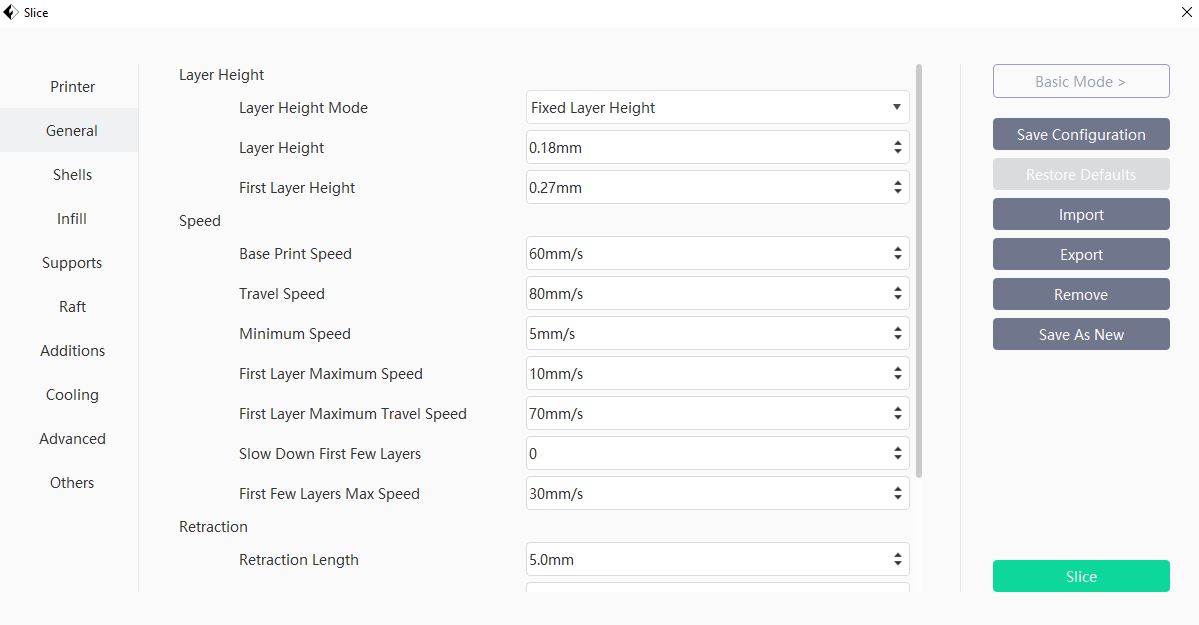 Slice
Printer
General
Shells
Infill
Supports
Raft
Additions
Cooling
Advanced
Others
Layer Height
Layer Height Mode Fixed Layer Height
Layer Height 0.18mm
First Layer Height 0.27mm
Speed
Base Print Speed 60mm/s
Travel Speed 80mm/s
Minimum Speed 5mm/s
First Layer Maximum Speed 10mm/s
First Layer Maximum Travel Speed 70mm/s
Slow Down First Few Layers 0
First Few Layers Max Speed 30mm/s
Retraction
Retraction Length 5.0mm
Basic Mode >
Save Configuration
Restore Defaults
Import
Export
Remove
Save As New
Slice